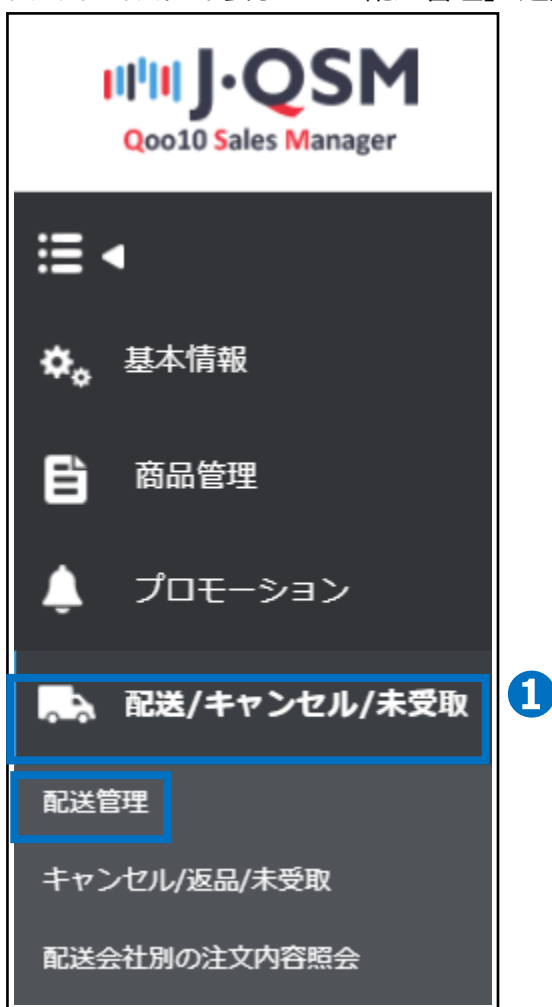 J·QSM
Qoo10 Sales Manager
基本情報
商品管理
プロモーション
配送/キャンセル/未受取
1
配送管理
キャンセル/返品/未受取
配送会社別の注文内容照会